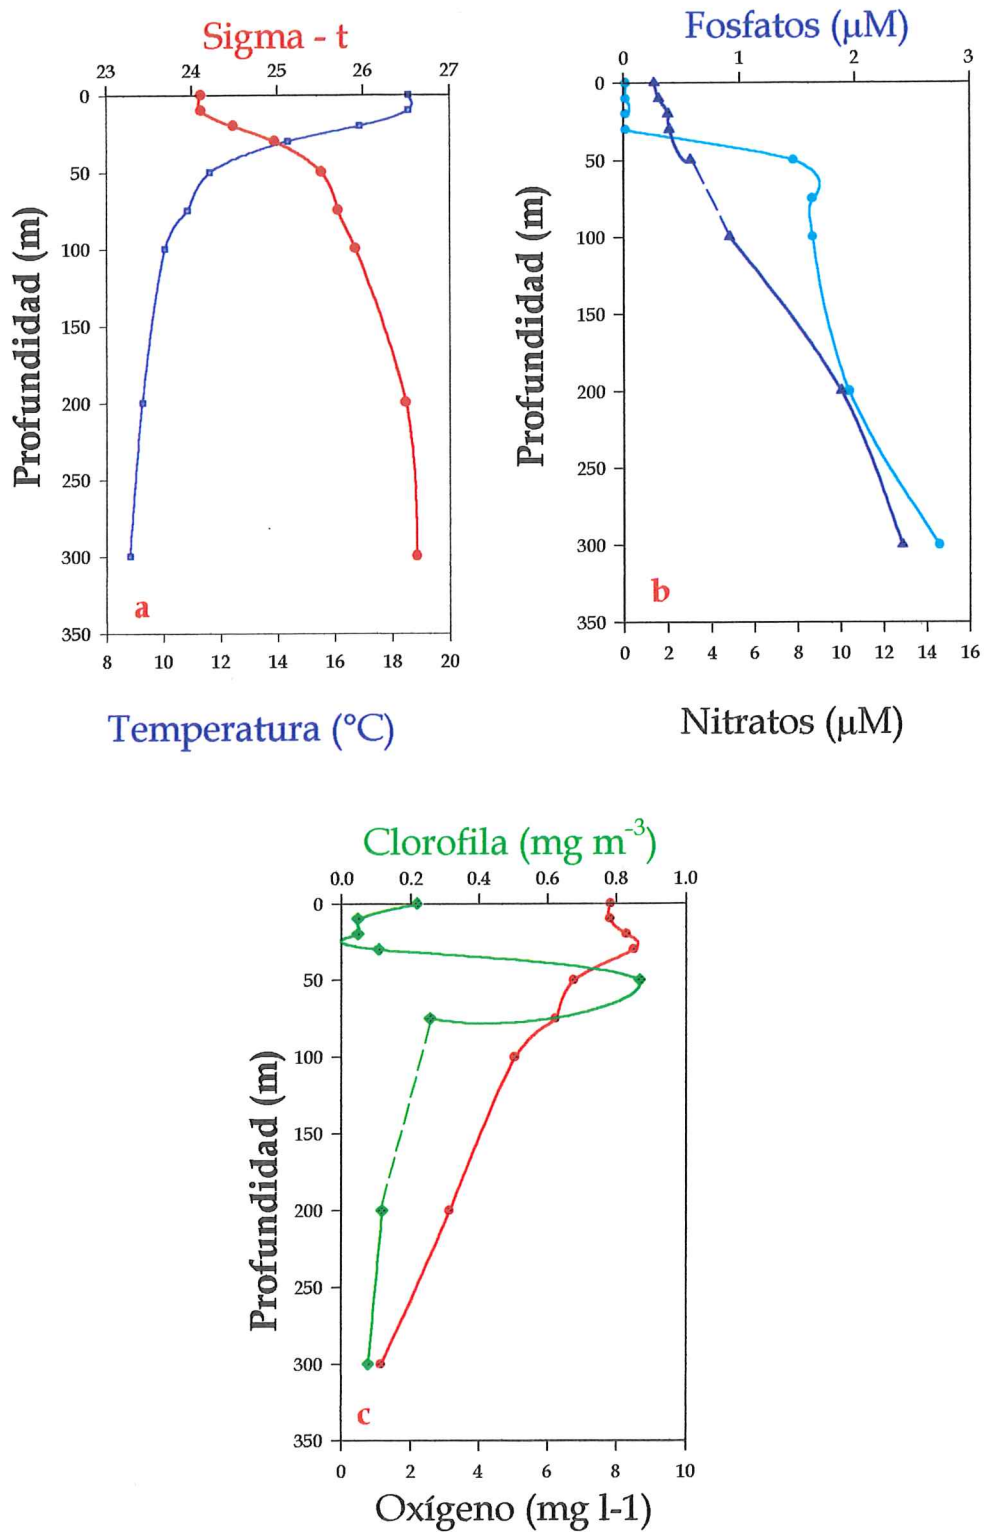 Sigma - t
23 24 25 26 27
0
50
100
150
200
250
300
350
Profundidad (m)
a
8 10 12 14 16 18 20
Temperatura (°C)
Fosfatos (µM)
0 1 2 3
0
50
100
150
200
250
300
350
Profundidad (m)
b
0 2 4 6 8 10 12 14 16
Nitratos (µM)
Clorofila (mg m⁻³)
0.0 0.2 0.4 0.6 0.8 1.0
0
50
100
150
200
250
300
350
Profundidad (m)
c
0 2 4 6 8 10
Oxígeno (mg l-1)